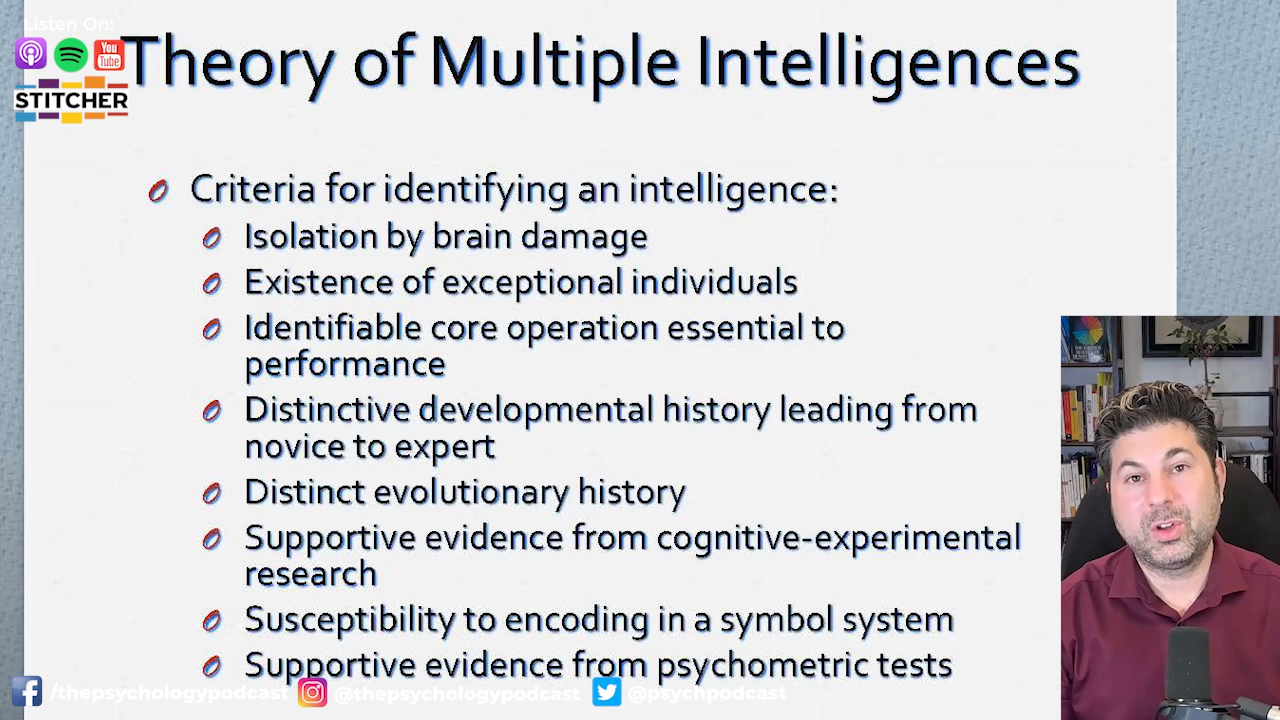 Listen On:
You
Tube
STITCHER
Theory of Multiple Intelligences
Criteria for identifying an intelligence:
Isolation by brain damage
Existence of exceptional individuals
Identifiable core operation essential to
performance
Distinctive developmental history leading from
novice to expert
Distinct evolutionary history
Supportive evidence from cognitive-experimental
research
Susceptibility to encoding in a symbol system
Supportive evidence from psychometric tests
/thepsychologypodcast @thepsychologypodcast @psychpodcast